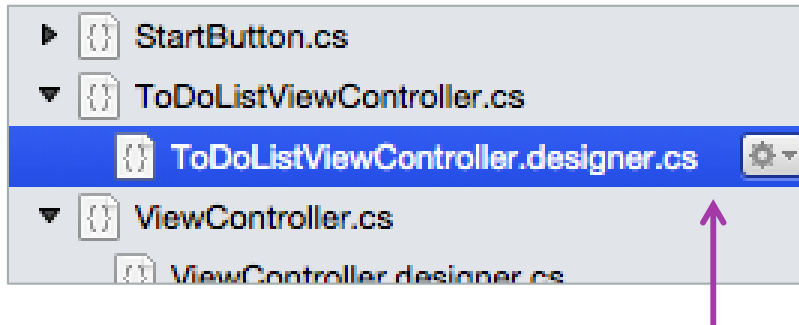 StartButton.cs
ToDoListViewController.cs
ToDoListViewController.designer.cs
ViewController.cs
ViewController.designer.cs